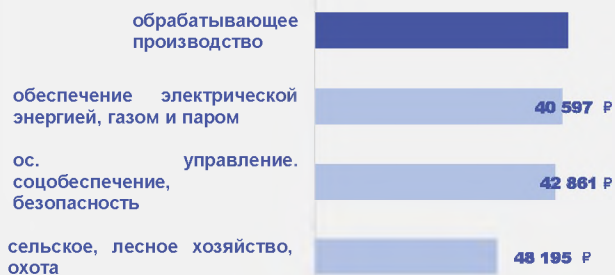 обрабатывающее
производство
обеспечение электрической
энергией, газом и паром
40 597 ₽
ос. управление.
соцобеспечение,
безопасность
42 861 ₽
сельское, лесное хозяйство,
охота
48 195 ₽